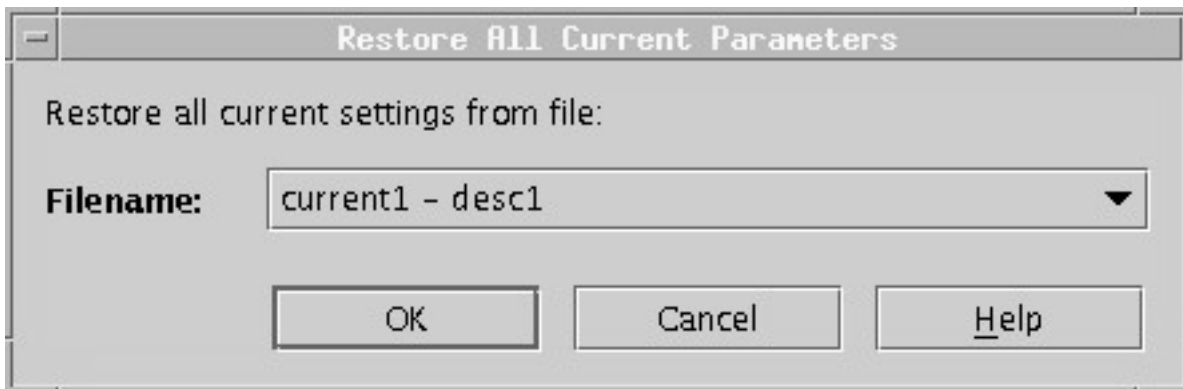 Restore All Current Parameters
Restore all current settings from file:
Filename: current1 – desc1
OK Cancel Help